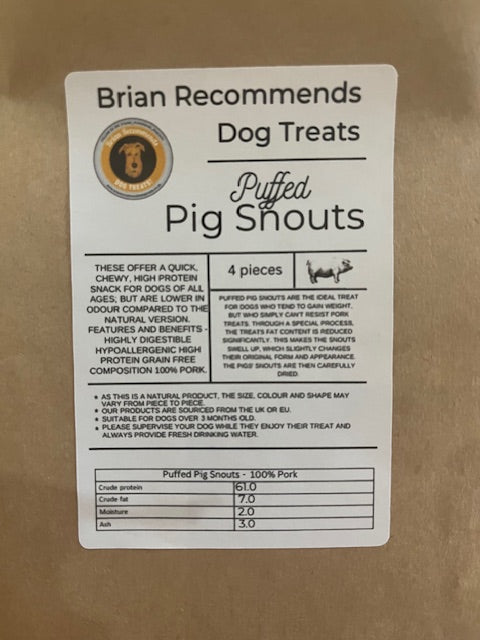 Brian Recommends
Dog Treats
Brian Recommends
DOG TREATS
Puffed
Pig Snouts
THESE OFFER A QUICK,
CHEWY, HIGH PROTEIN
SNACK FOR DOGS OF ALL
AGES, BUT ARE LOWER IN
ODOUR COMPARED TO THE
NATURAL VERSION.
FEATURES AND BENEFITS -
HIGHLY DIGESTIBLE
HYPOALLERGENIC HIGH
PROTEIN GRAIN FREE
COMPOSITION 100% PORK.
4 pieces
PUFFED PIG SNOUTS ARE THE IDEAL TREAT
FOR DOGS WHO TEND TO GAIN WEIGHT,
BUT WHO SIMPLY CAN'T RESIST PORK
TREATS. THROUGH A SPECIAL PROCESS,
THE TREATS FAT CONTENT IS REDUCED
SIGNIFICANTLY. THIS MAKES THE SNOUTS
SWELL UP, WHICH SLIGHTLY CHANGES
THEIR ORIGINAL FORM AND APPEARANCE.
THE PIGS' SNOUTS ARE THEN CAREFULLY
DRIED.
• AS THIS IS A NATURAL PRODUCT, THE SIZE, COLOUR AND SHAPE MAY
VARY FROM PIECE TO PIECE.
• OUR PRODUCTS ARE SOURCED FROM THE UK OR EU.
• SUITABLE FOR DOGS OVER 3 MONTHS OLD.
• PLEASE SUPERVISE YOUR DOG WHILE THEY ENJOY THEIR TREAT AND
ALWAYS PROVIDE FRESH DRINKING WATER.
Puffed Pig Snouts - 100% Pork
Crude protein 61.0
Crude fat 7.0
Moisture 2.0
Ash 3.0